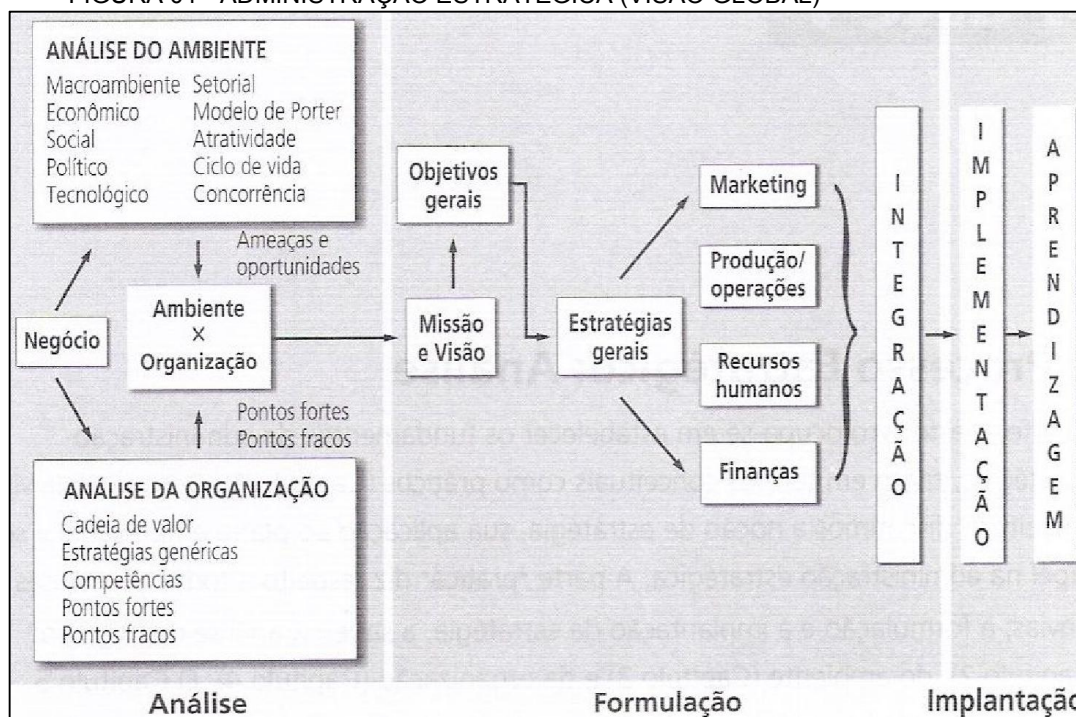 FIGURA 01 - ADMINISTRAÇÃO ESTRATÉGICA (VISÃO GLOBAL)
ANÁLISE DO AMBIENTE
Macroambiente Setorial
Econômico Modelo de Porter
Social Atratividade
Político Ciclo de vida
Tecnológico Concorrência
Ameaças e
oportunidades
Negócio
Ambiente
×
Organização
Pontos fortes
Pontos fracos
ANÁLISE DA ORGANIZAÇÃO
Cadeia de valor
Estratégias genéricas
Competências
Pontos fortes
Pontos fracos
Análise
Objetivos
gerais
Missão
e Visão
Estratégias
gerais
Marketing
Produção/
operações
Recursos
humanos
Finanças
INTEGRAÇÃO
Formulação
IMPLEMENTAÇÃO
APRENDIZAGEM
Implantação